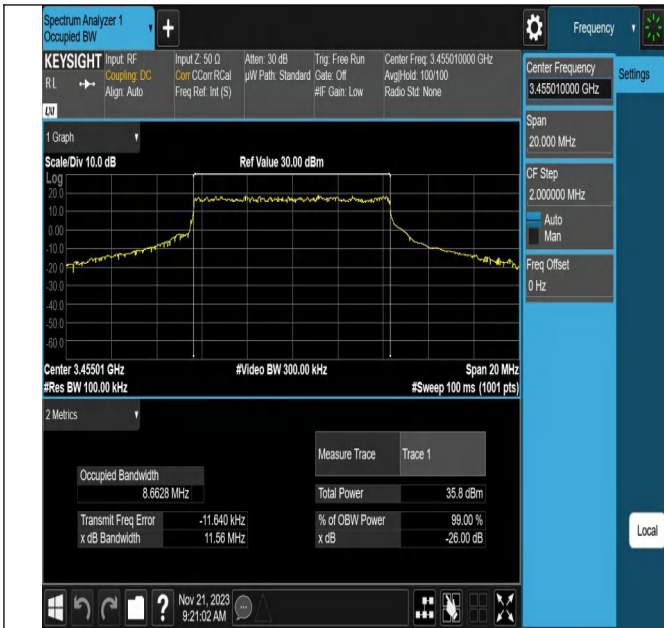 Spectrum Analyzer 1
Occupied BW
Frequency
KEYSIGHT Input: RF Input Z: 50 Ω Atten: 30 dB Trig: Free Run Center Freq: 3.455010000 GHz
RL Coupling: DC Corr CCorr RCal µW Path: Standard Gate: Off Avg|Hold: 100/100
Align: Auto Freq Ref: Int (S) #IF Gain: Low Radio Std: None
LXI
Center Frequency
3.455010000 GHz
Settings
Span
20.000 MHz
CF Step
2.000000 MHz
Auto
Man
Freq Offset
0 Hz
1 Graph
Scale/Div 10.0 dB Ref Value 30.00 dBm
Log
20.0
10.0
0.00
-10.0
-20.0
-30.0
-40.0
-50.0
-60.0
Center 3.45501 GHz #Video BW 300.00 kHz Span 20 MHz
#Res BW 100.00 kHz #Sweep 100 ms (1001 pts)
2 Metrics
Measure Trace Trace 1
Occupied Bandwidth
8.6628 MHz
Total Power 35.8 dBm
Transmit Freq Error -11.640 kHz % of OBW Power 99.00 %
x dB Bandwidth 11.56 MHz x dB -26.00 dB
Local
? Nov 21, 2023
9:21:02 AM